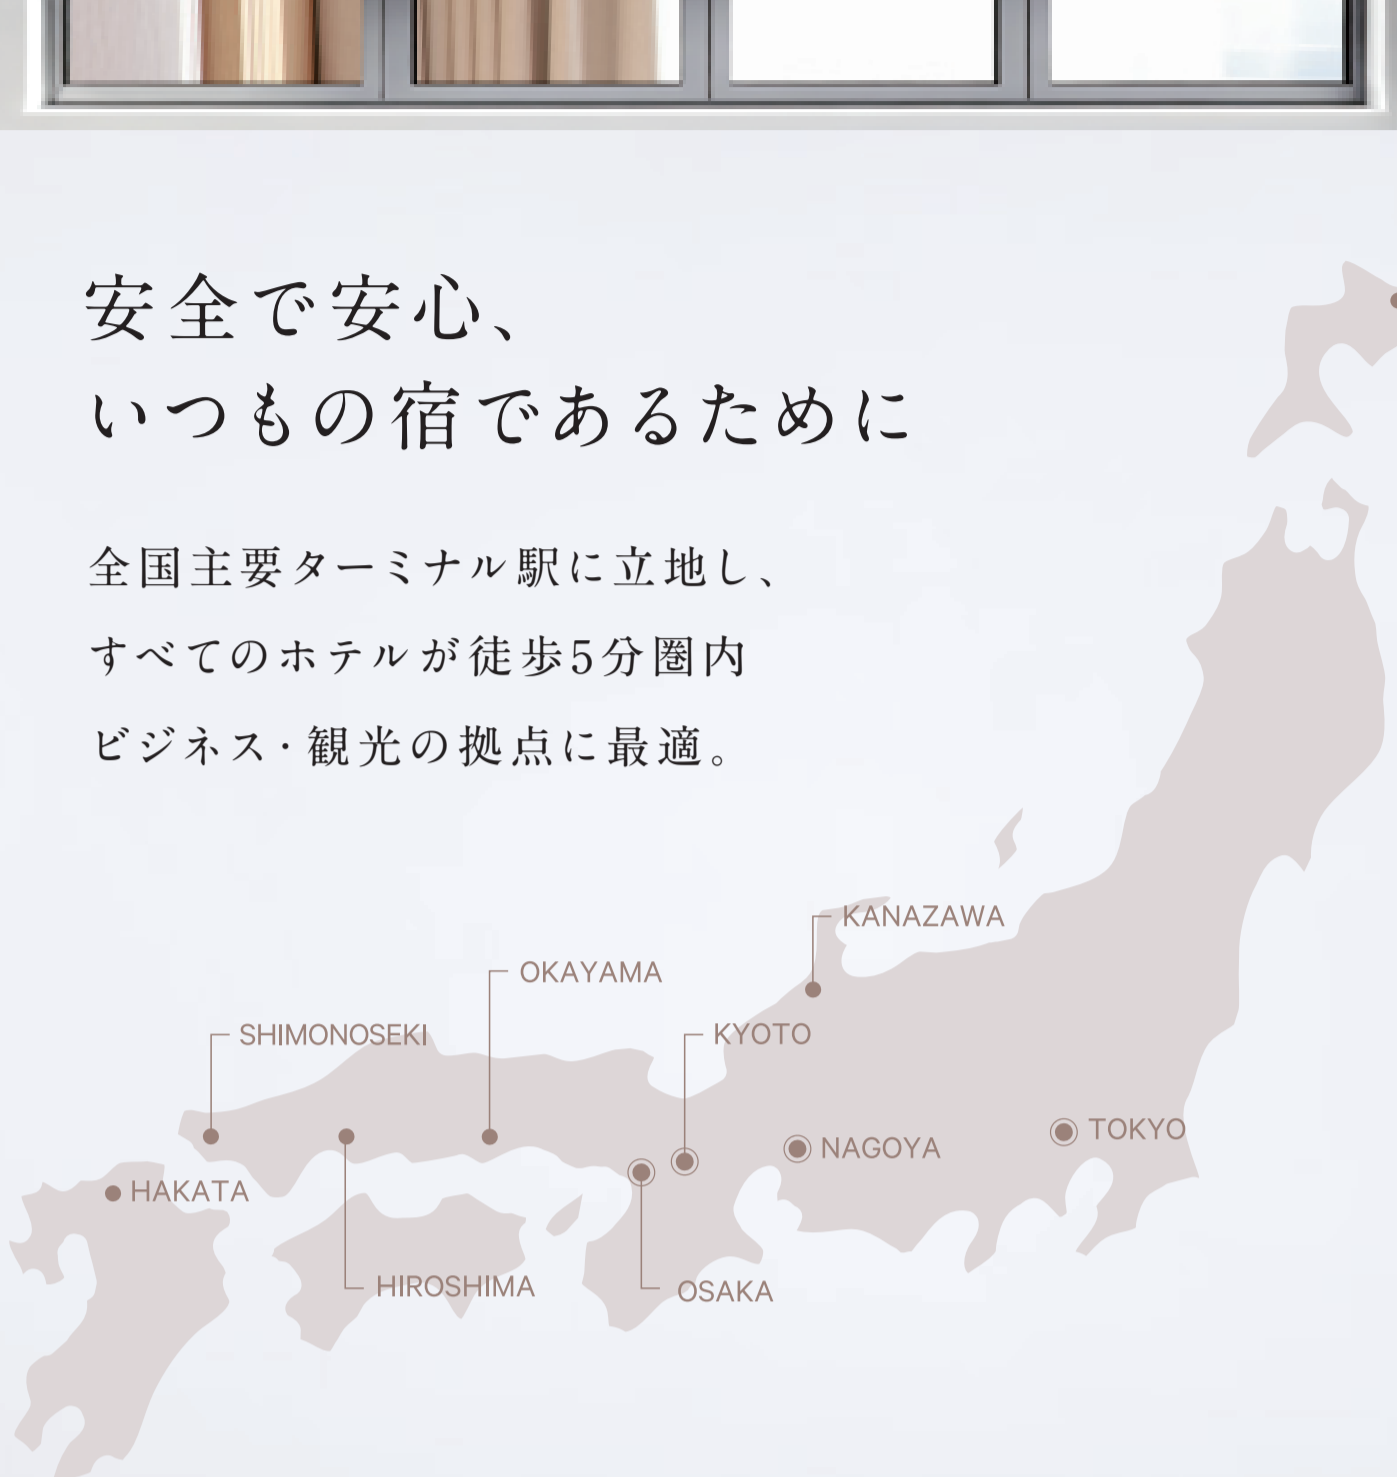 安全で安心、
いつもの宿であるために
全国主要ターミナル駅に立地し、
すべてのホテルが徒歩5分圏内
ビジネス·観光の拠点に最適。
KANAZAWA
OKAYAMA
SHIMONOSEKI
KYOTO
TOKYO
NAGOYA
HAKATA
HIROSHIMA
OSAKA